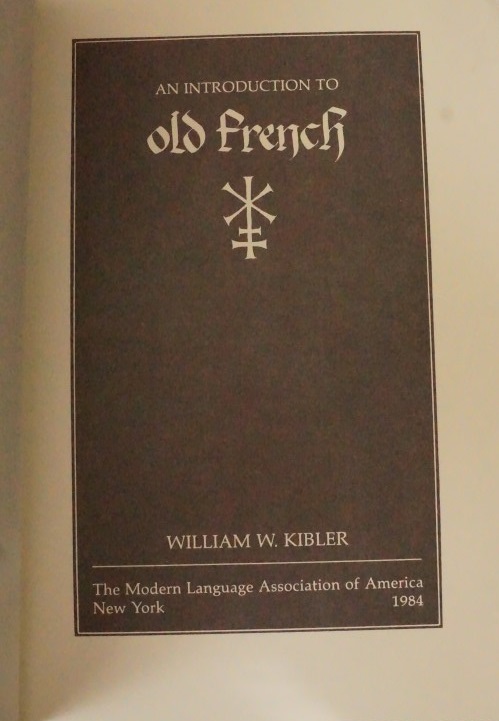 AN INTRODUCTION TO
old french
WILLIAM W. KIBLER
The Modern Language Association of America
New York 1984